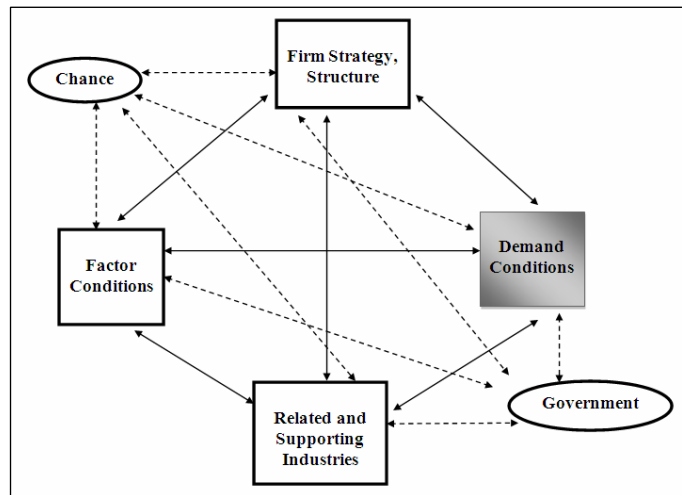 Firm Strategy,
Structure
Chance
Demand
Conditions
Factor
Conditions
Government
Related and
Supporting
Industries